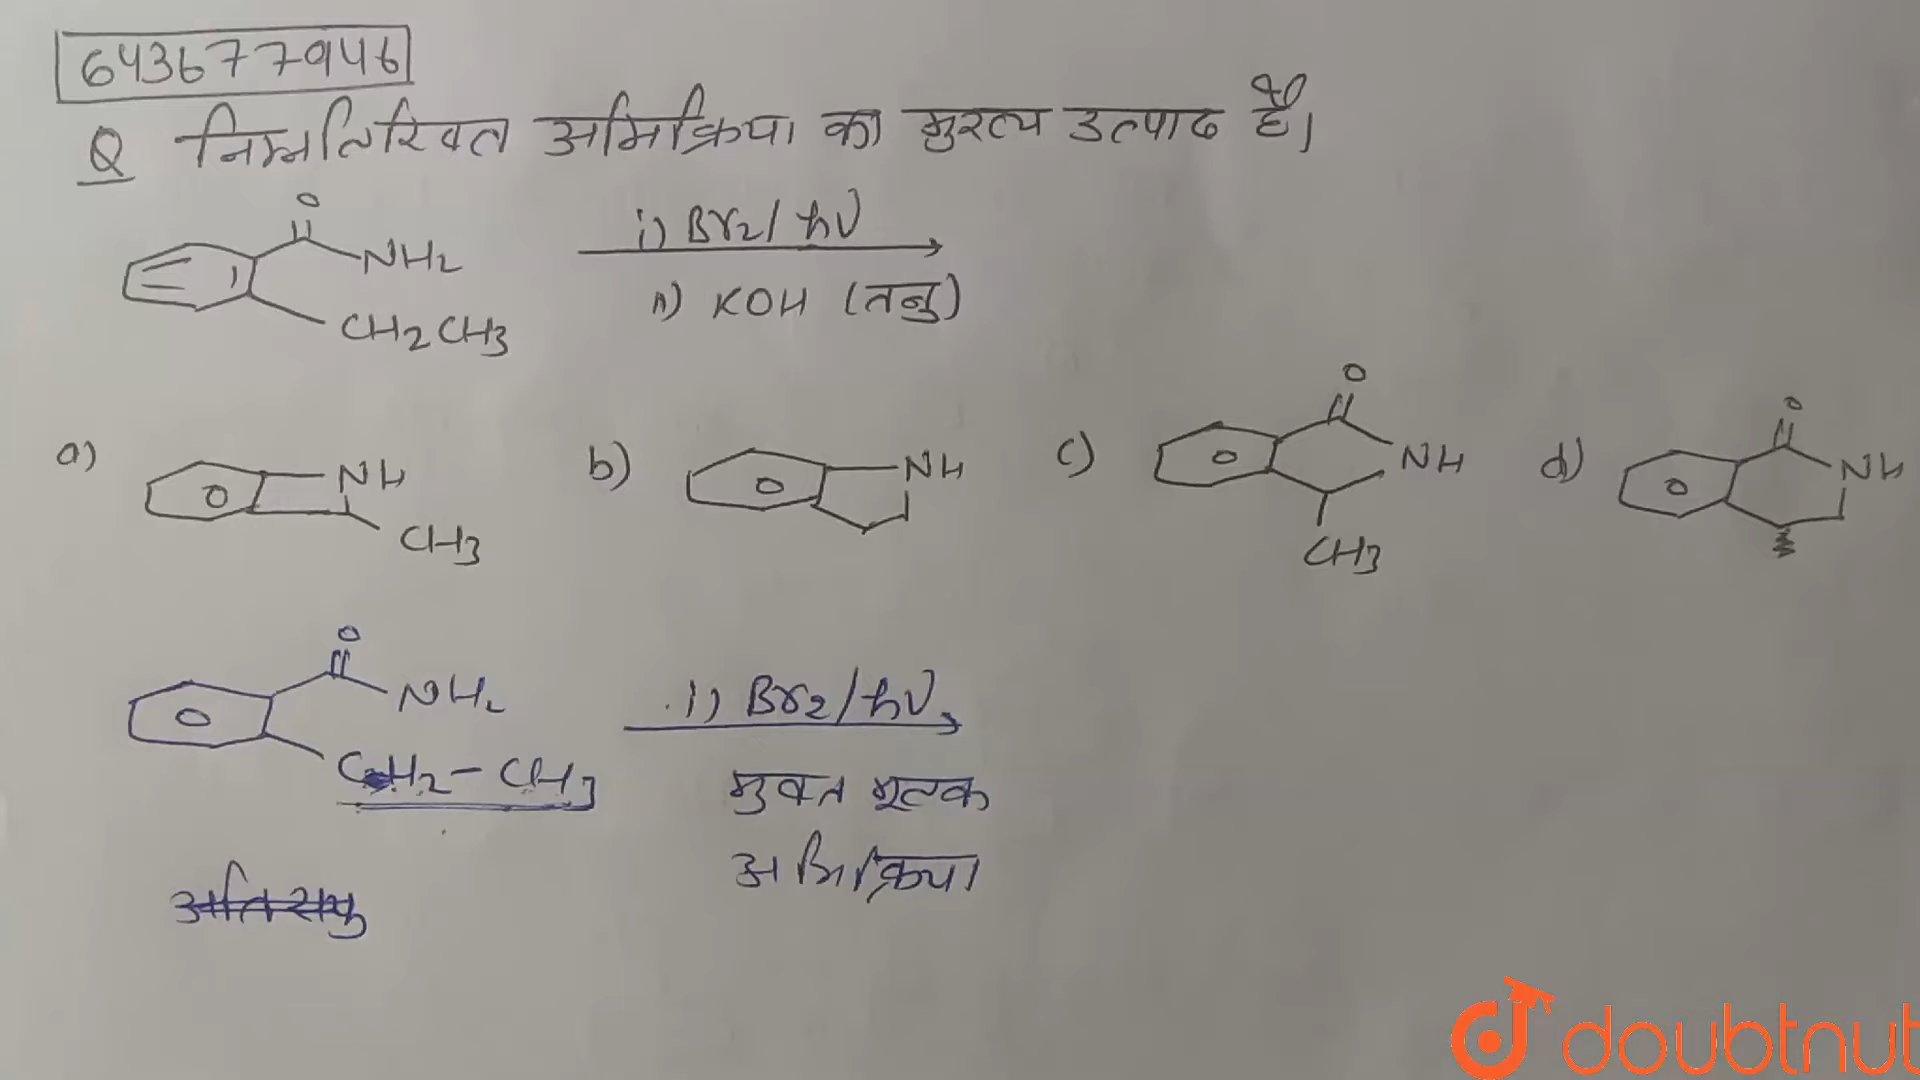 643677946
Q निम्नलिखित अभिक्रिया का मुख्य उत्पाद है।
O
NH2
CH2CH3
i) Br2/hν
ii) KOH (तनु)
a) NH CH3
b) NH
c) O NH CH3
d) O NH
O
NH2
CH2-CH3
i) Br2/hν
मुक्त मूलक
अभिक्रिया
doubtnut